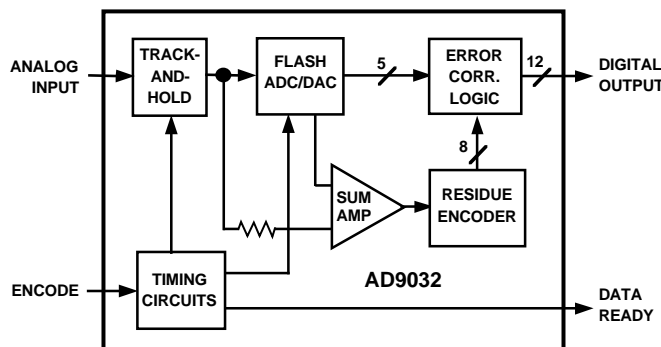 ANALOG
INPUT
TRACK-
AND-
HOLD
FLASH
ADC/DAC
5
ERROR
CORR.
LOGIC
12
DIGITAL
OUTPUT
8
SUM
AMP
RESIDUE
ENCODER
ENCODE
TIMING
CIRCUITS
AD9032
DATA
READY